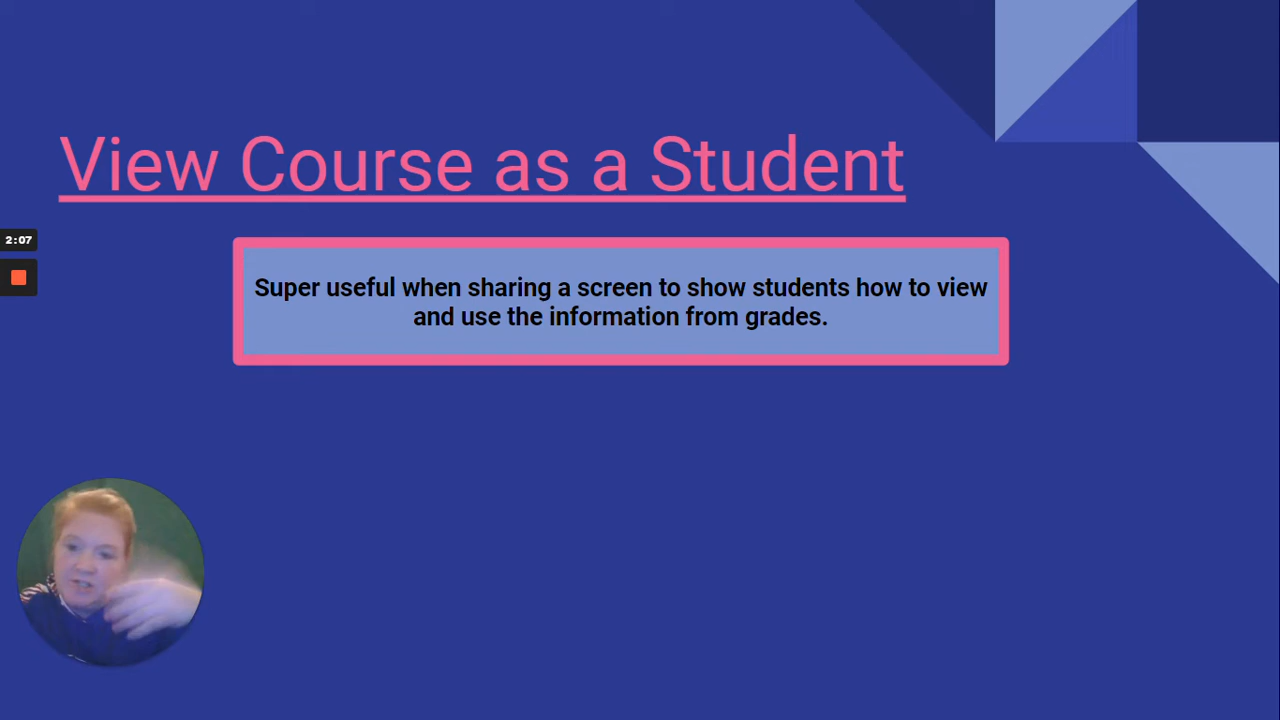 View Course as a Student
2:07
Super useful when sharing a screen to show students how to view
and use the information from grades.